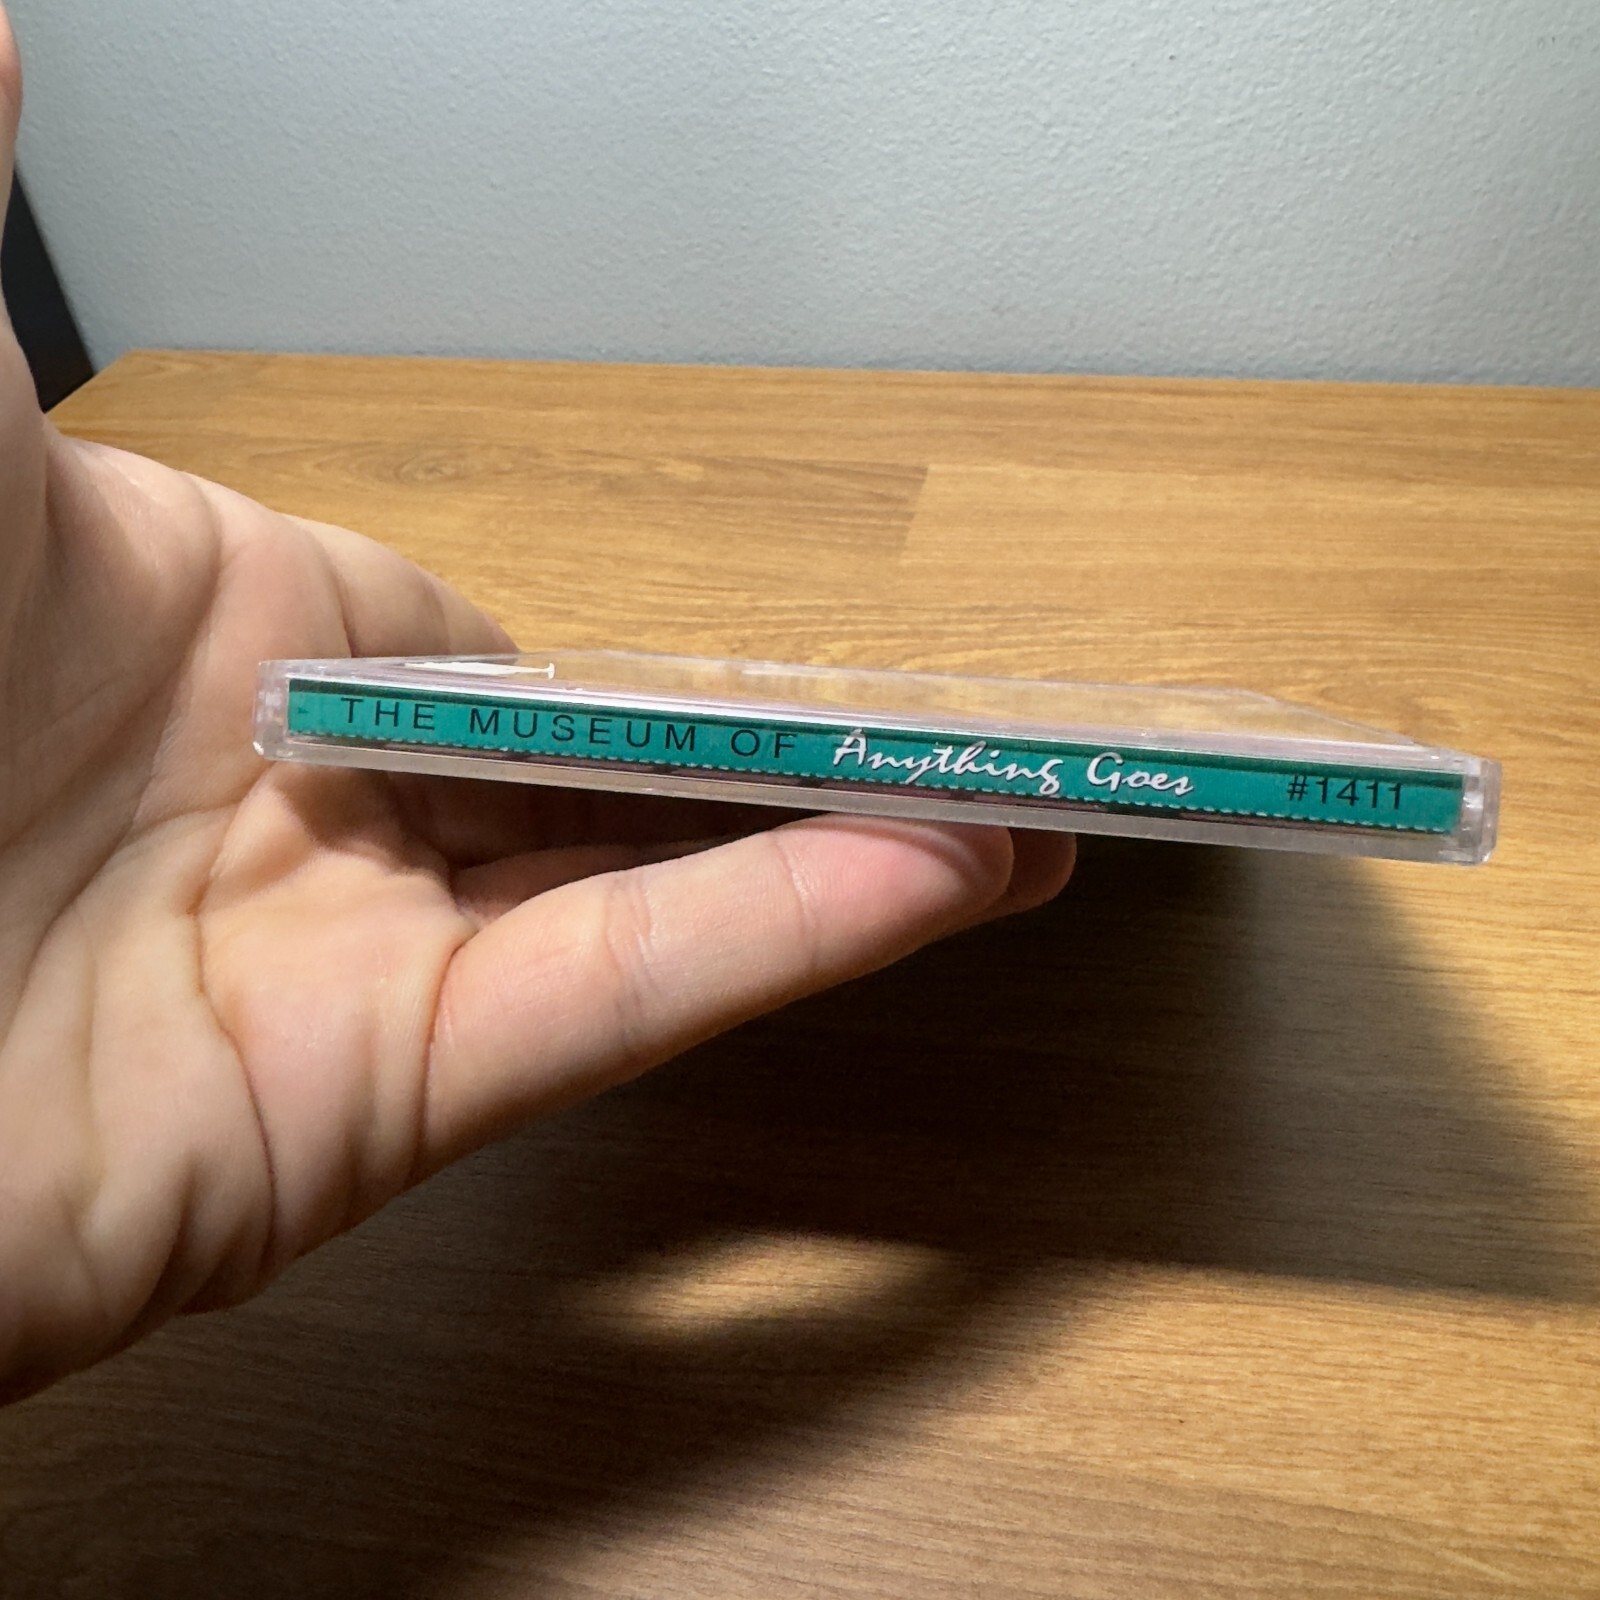 THE MUSEUM OF Anything Goes #1411